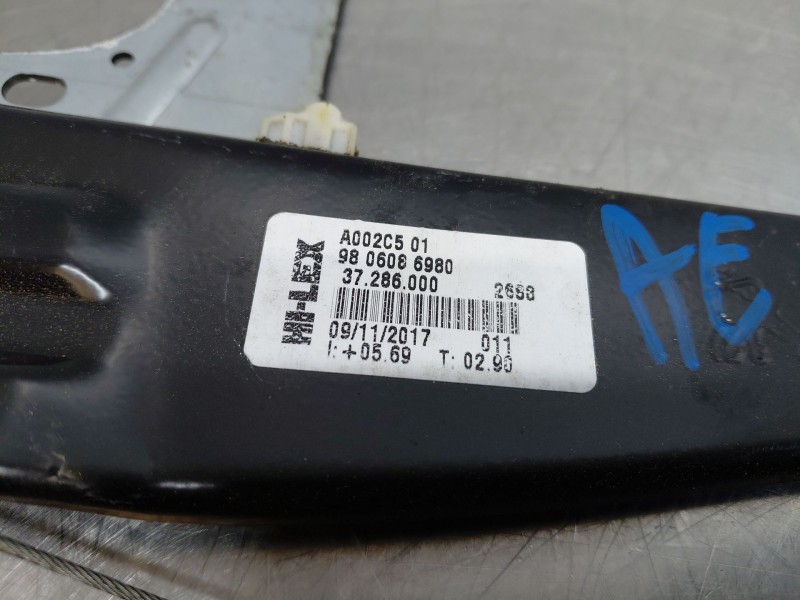 HI-LEX
A002C5 01
98 0608 6980
37.286.000 2683
09/11/2017 011
I: +05.69 T: 02.90
AE